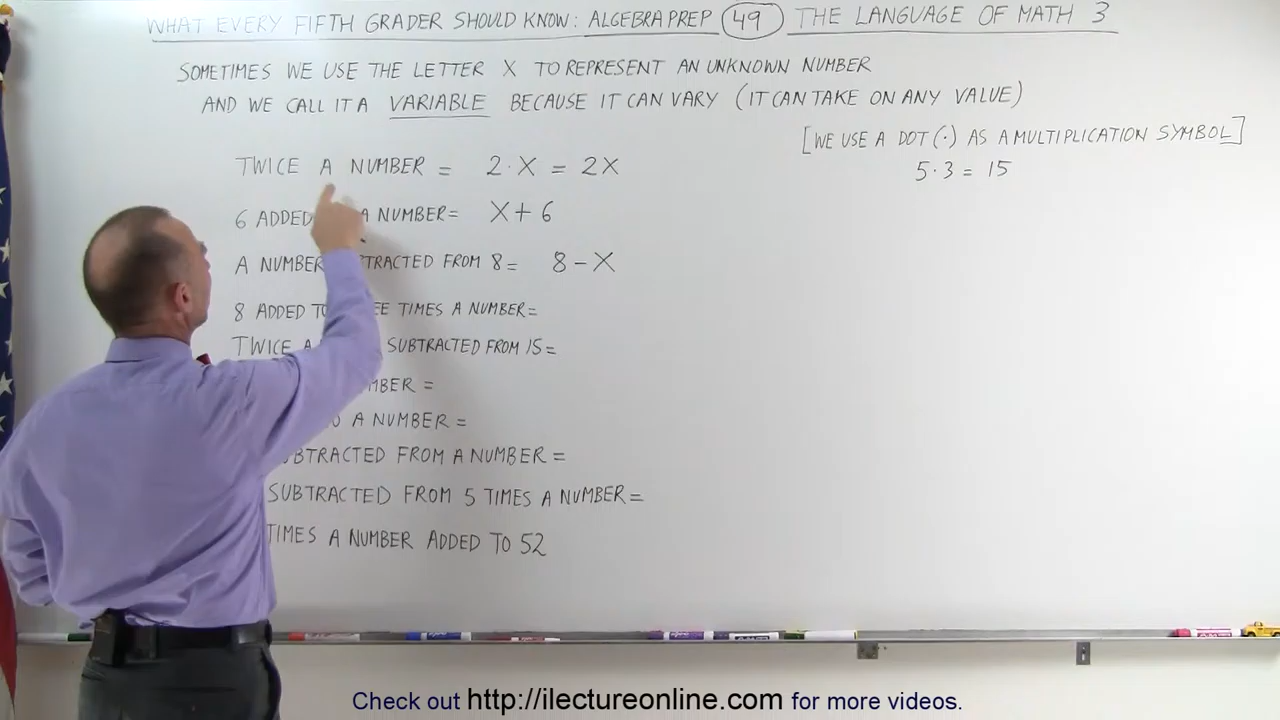 WHAT EVERY FIFTH GRADER SHOULD KNOW: ALGEBRA PREP 49 THE LANGUAGE OF MATH 3
SOMETIMES WE USE THE LETTER X TO REPRESENT AN UNKNOWN NUMBER
AND WE CALL IT A VARIABLE BECAUSE IT CAN VARY (IT CAN TAKE ON ANY VALUE)
[WE USE A DOT (·) AS A MULTIPLICATION SYMBOL]
5·3 = 15
TWICE A NUMBER = 2·X = 2X
6 ADDED A NUMBER = X + 6
A NUMBER SUBTRACTED FROM 8 = 8 - X
8 ADDED TO TIMES A NUMBER =
TWICE A SUBTRACTED FROM 15 =
NUMBER =
A NUMBER =
SUBTRACTED FROM A NUMBER =
SUBTRACTED FROM 5 TIMES A NUMBER =
TIMES A NUMBER ADDED TO 52
Check out http://ilectureonline.com for more videos.